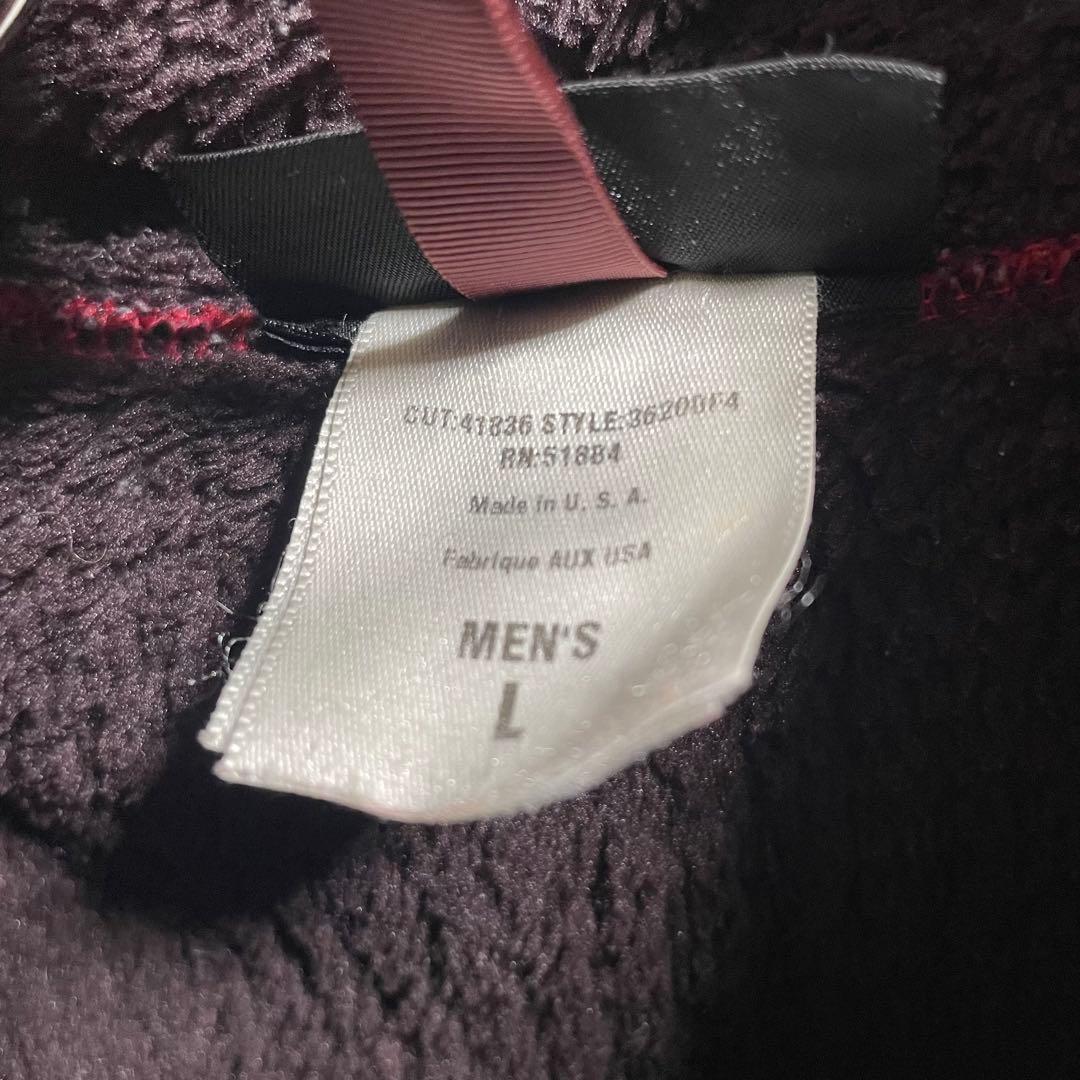 CUT:41836 STYLE:36200F4
RN:51884
Made in U. S. A.
Fabrique AUX USA
MEN'S
L